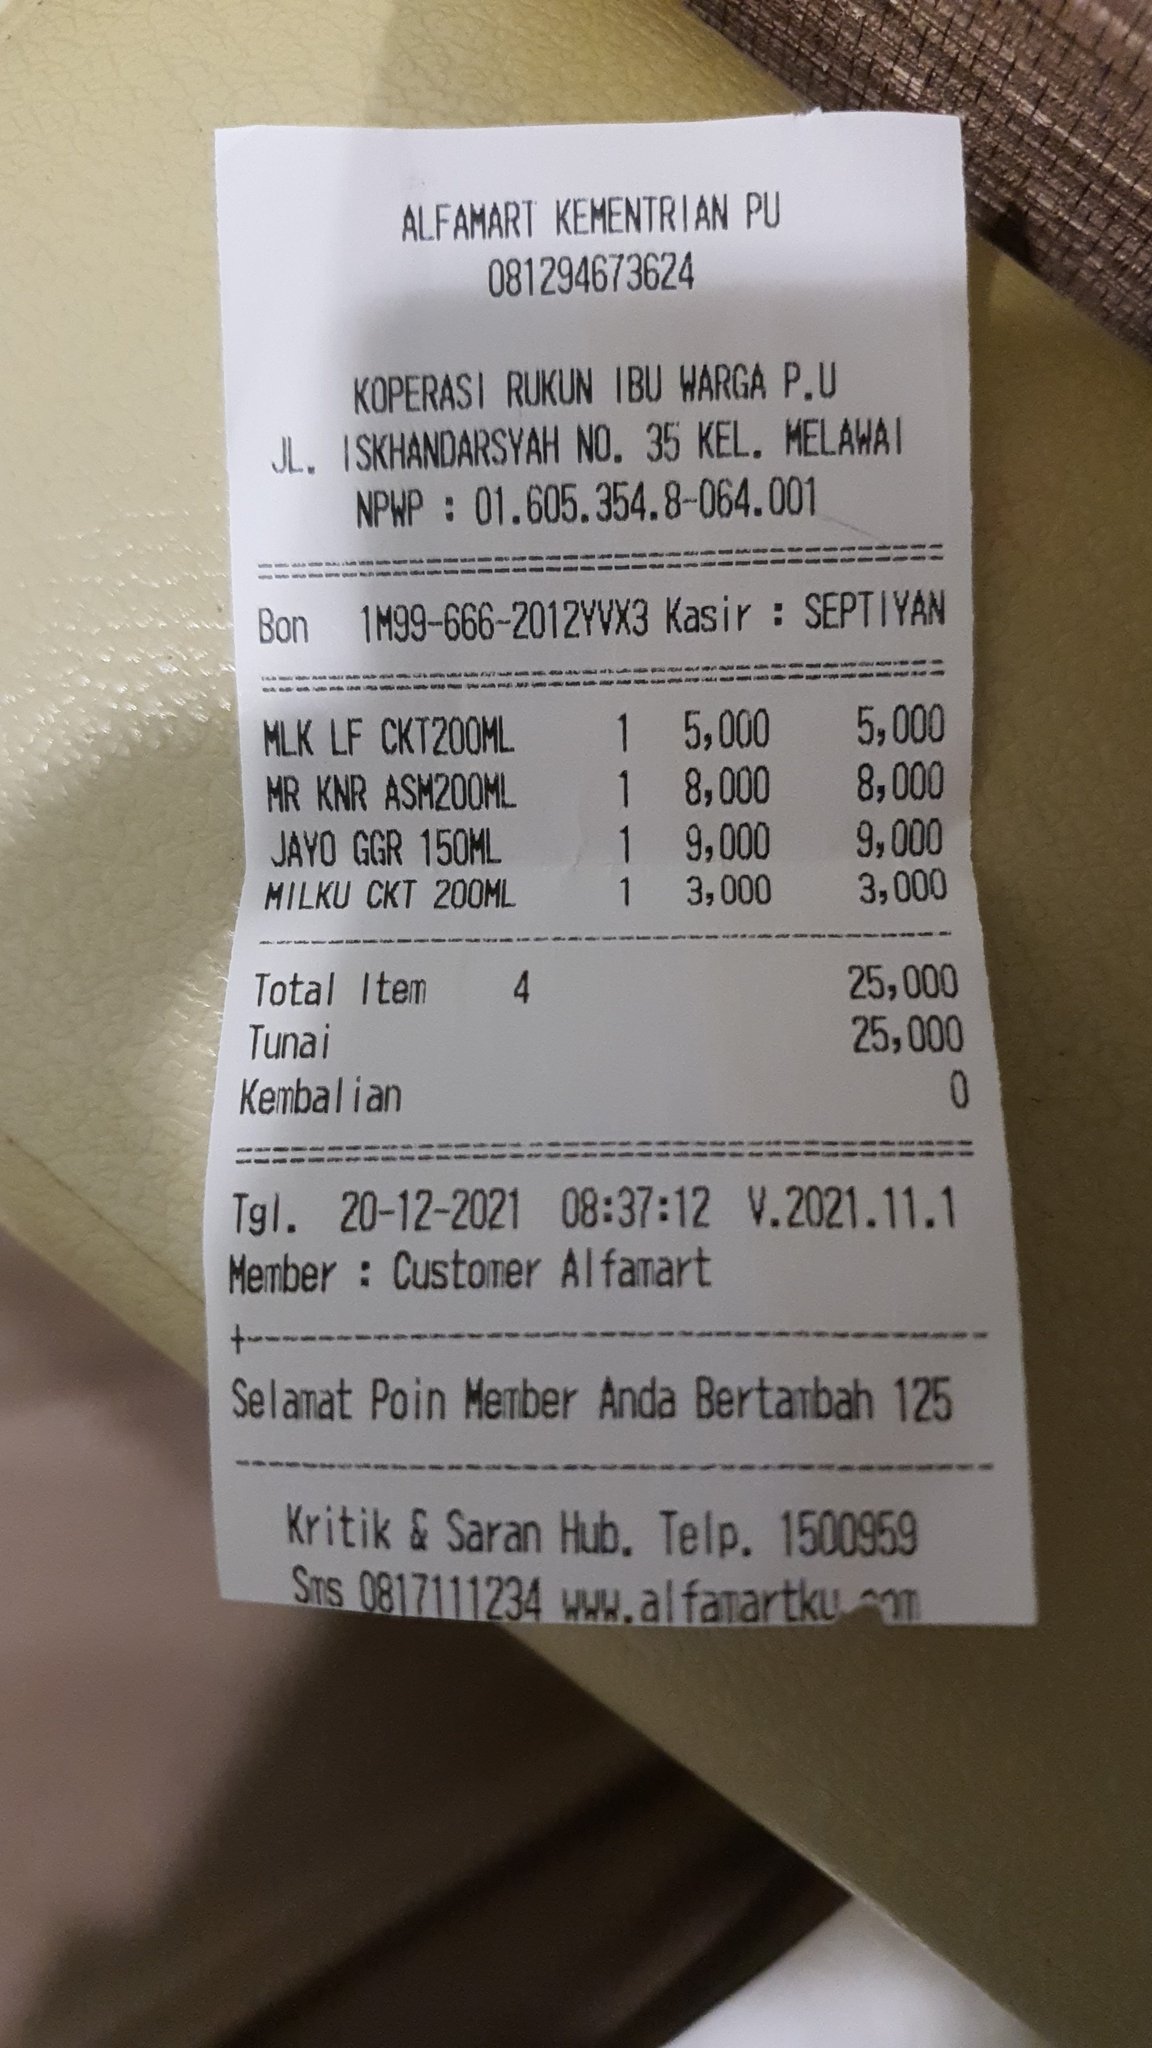 ALFAMART KEMENTRIAN PU
081294673624
KOPERASI RUKUN IBU WARGA P.U
JL. ISKHANDARSYAH NO. 35 KEL. MELAWAI
NPWP : 01.605.354.8-064.001
Bon 1M99-666-2012YVX3 Kasir : SEPTIYAN
MLK LF CKT200ML 1 5,000 5,000
MR KNR ASM200ML 1 8,000 8,000
JAYO GGR 150ML 1 9,000 9,000
MILKU CKT 200ML 1 3,000 3,000
Total Item 4 25,000
Tunai 25,000
Kembalian 0
Tgl. 20-12-2021 08:37:12 V.2021.11.1
Member : Customer Alfamart
Selamat Poin Member Anda Bertambah 125
Kritik & Saran Hub. Telp. 1500959
Sms 0817111234 www.alfamartku.com